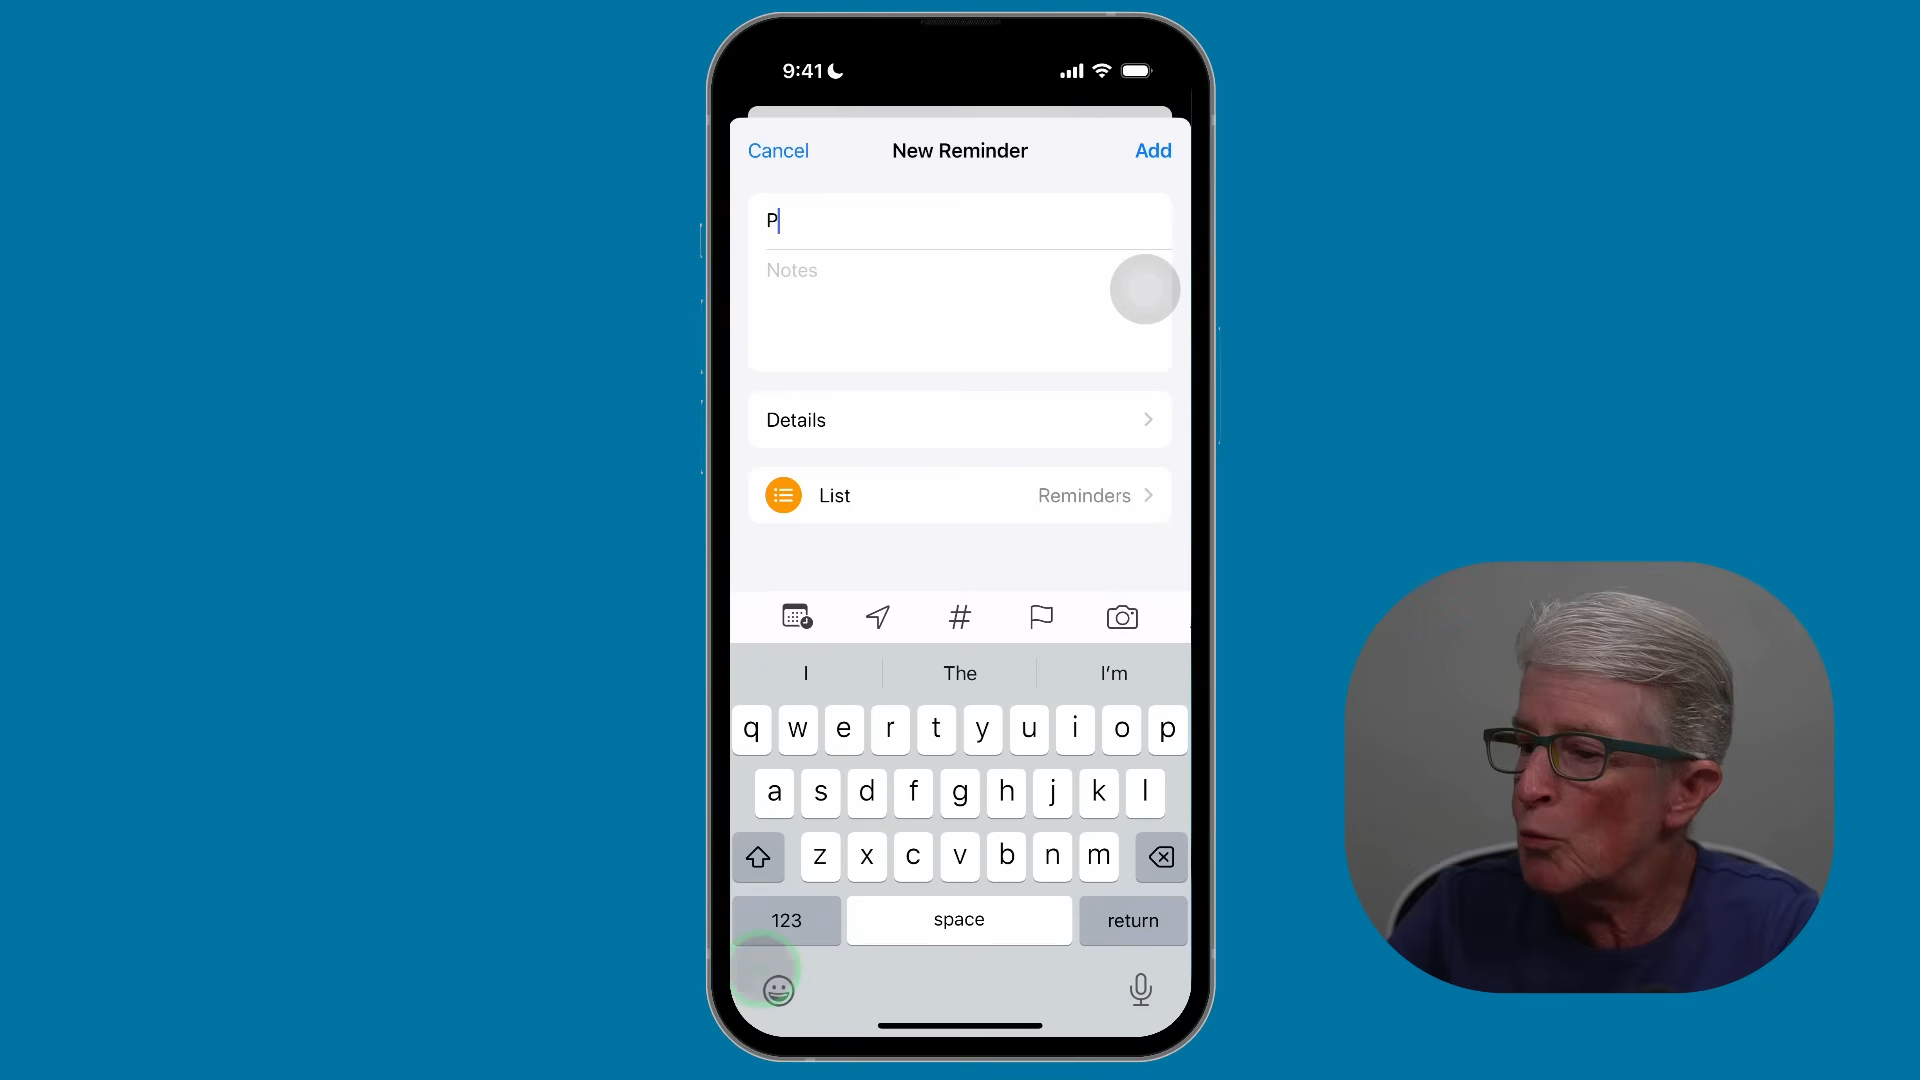 9:41
Cancel New Reminder Add
P
Notes
Details
List Reminders
I The I'm
q w e r t y u i o p
a s d f g h j k l
z x c v b n m
123 space return